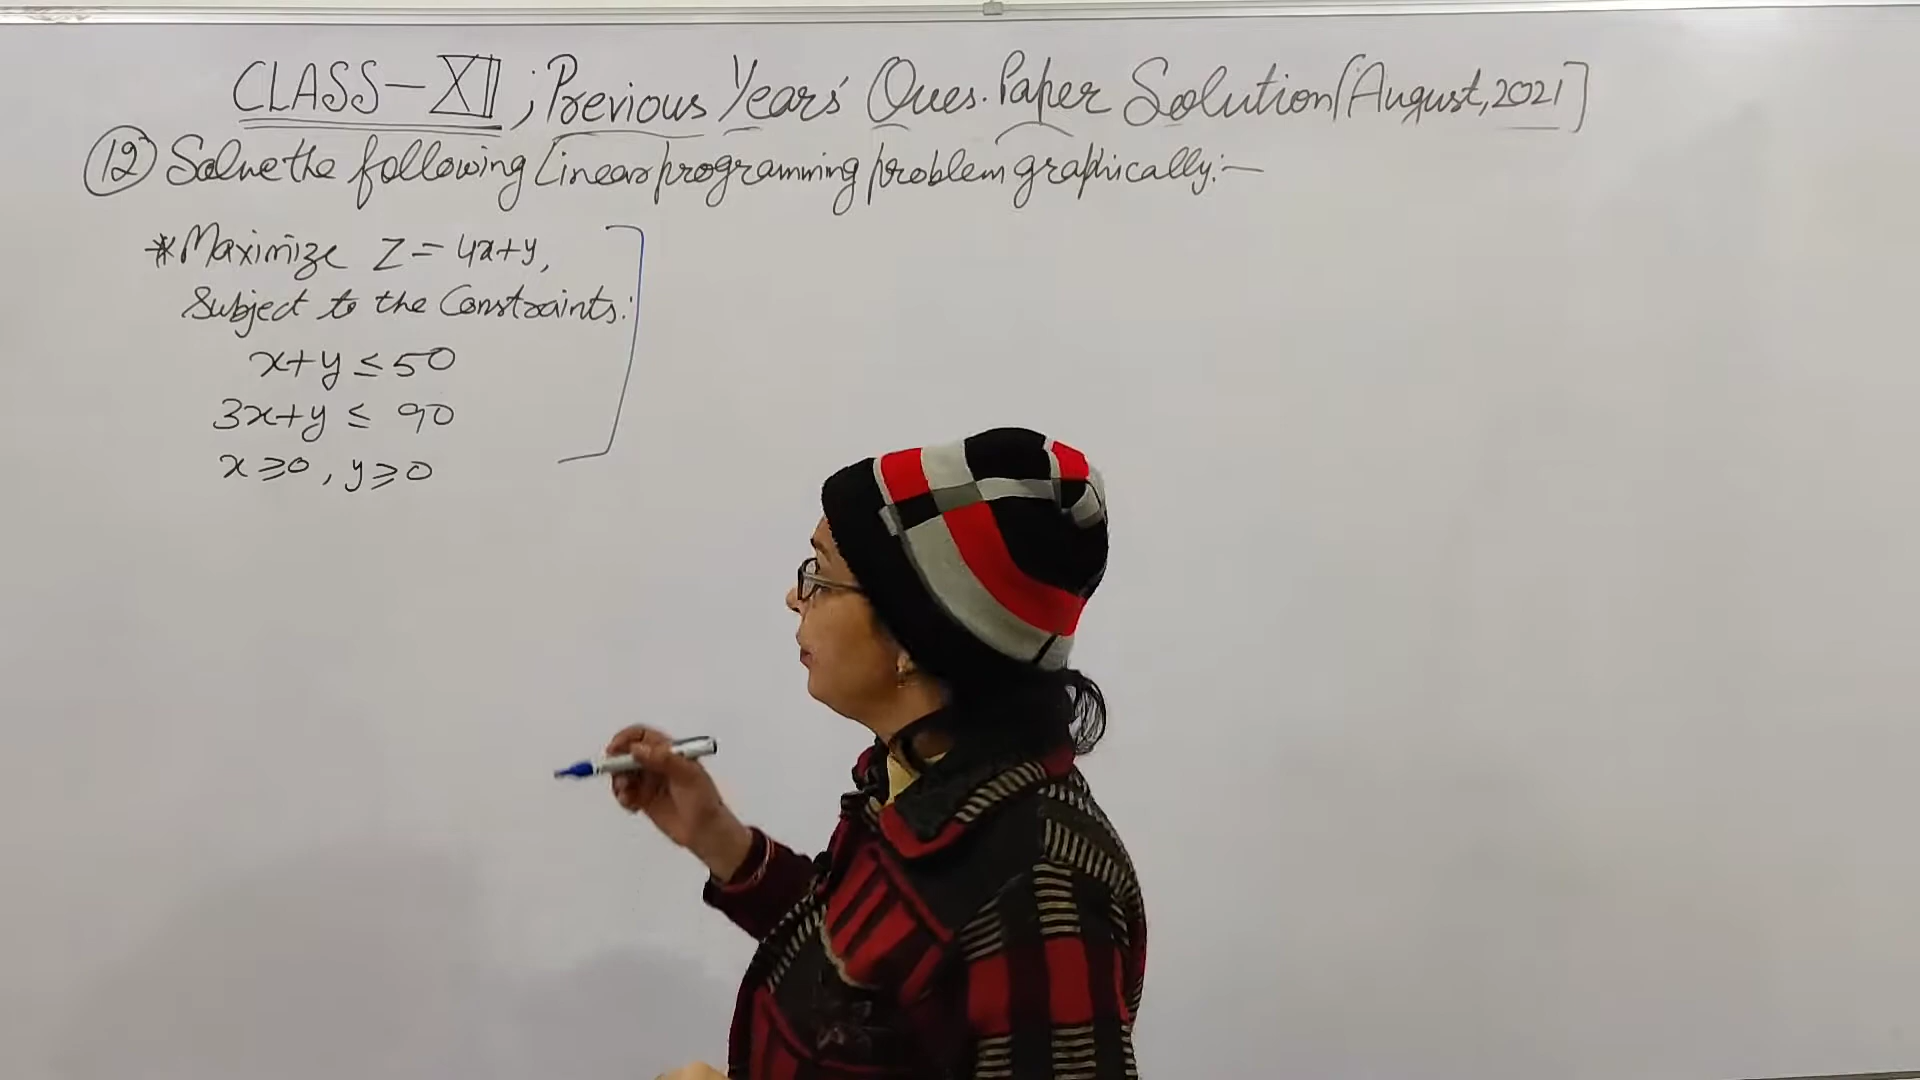 CLASS-XII; Previous Years' Ques. Paper Solution [August, 2021]
(12) Solve the following Linear programming problem graphically:-
*Maximize Z = 4x+y,
Subject to the Constraints:
x+y ≤ 50
3x+y ≤ 90
x ≥ 0, y ≥ 0